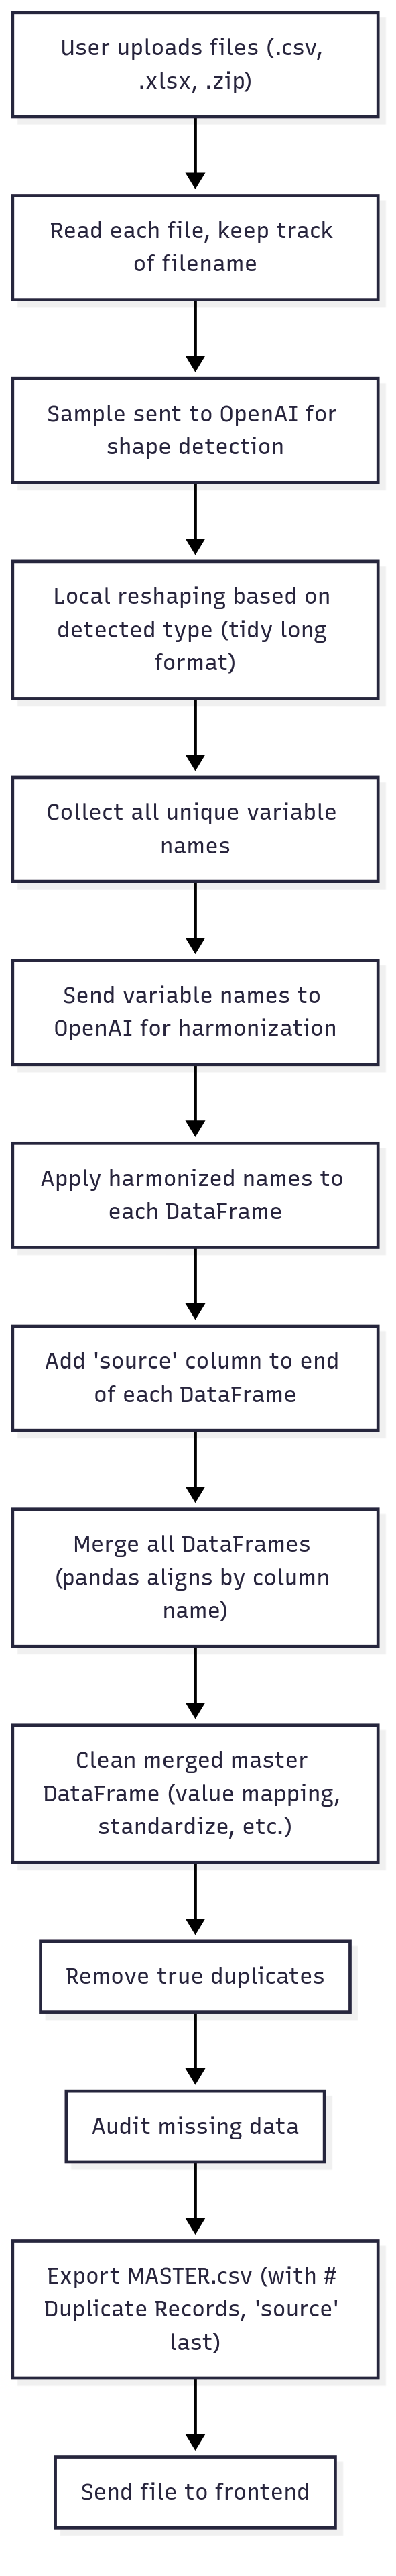 User uploads files (.csv,
.xlsx, .zip)
Read each file, keep track
of filename
Sample sent to OpenAI for
shape detection
Local reshaping based on
detected type (tidy long
format)
Collect all unique variable
names
Send variable names to
OpenAI for harmonization
Apply harmonized names to
each DataFrame
Add 'source' column to end
of each DataFrame
Merge all DataFrames
(pandas aligns by column
name)
Clean merged master
DataFrame (value mapping,
standardize, etc.)
Remove true duplicates
Audit missing data
Export MASTER.csv (with #
Duplicate Records, 'source'
last)
Send file to frontend